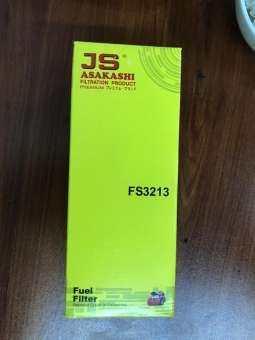 JS
ASAKASHI
FILTRATION PRODUCT
FS3213
Fuel
Filter